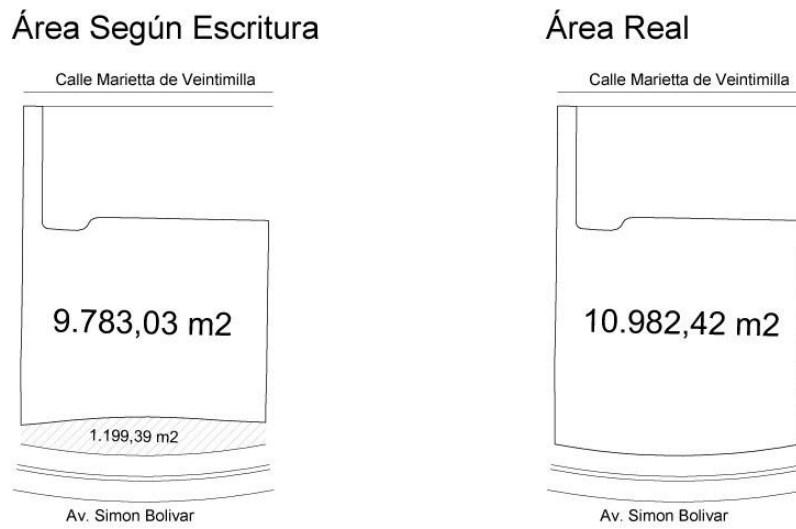 Área Según Escritura
Calle Marietta de Veintimilla
9.783,03 m2
1.199,39 m2
Av. Simon Bolivar
Área Real
Calle Marietta de Veintimilla
10.982,42 m2
Av. Simon Bolivar